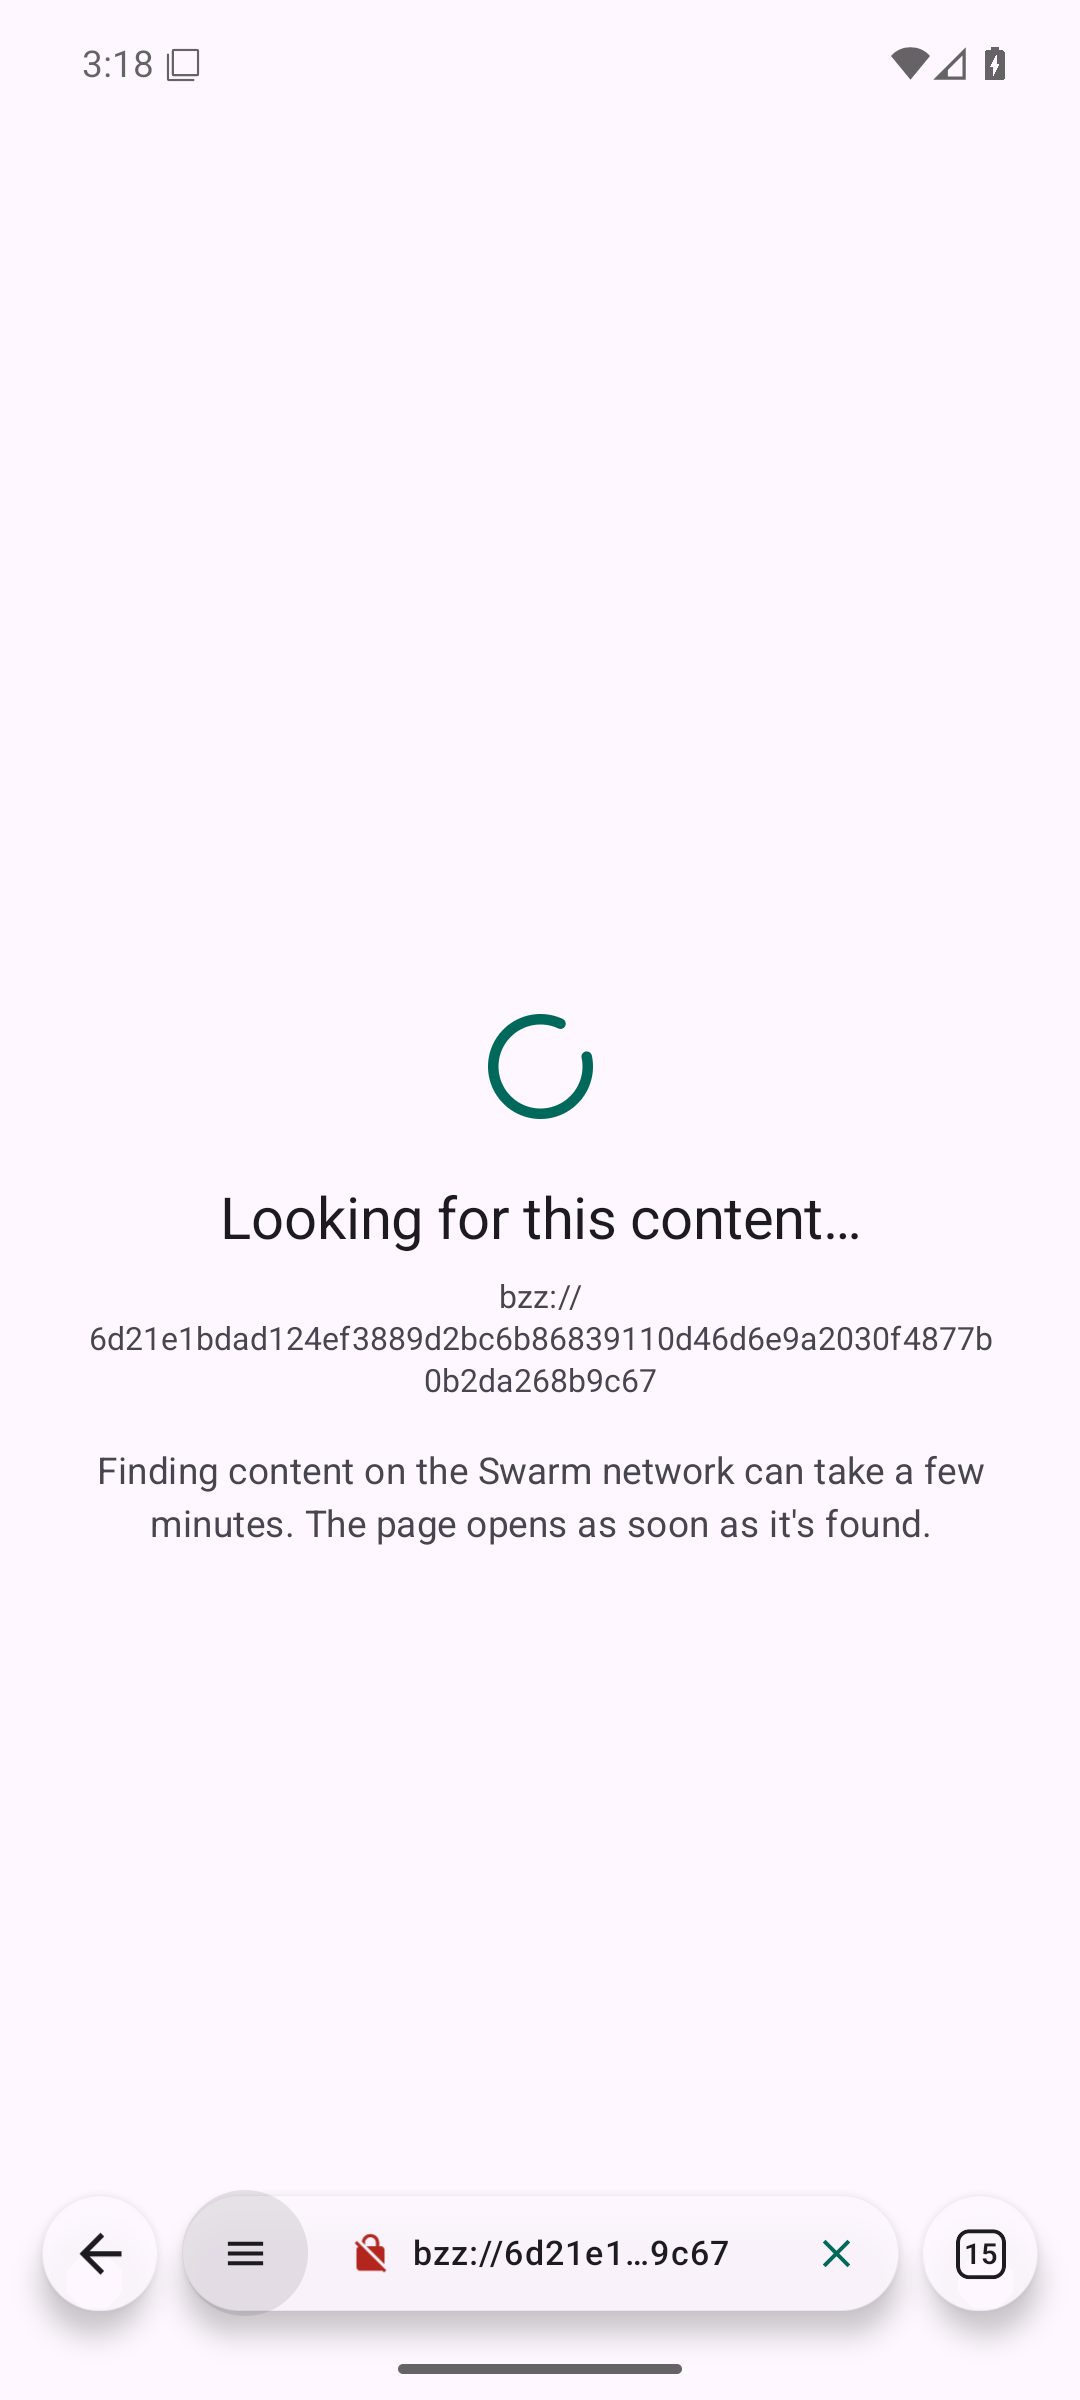 3:18
Looking for this content…
bzz://
6d21e1bdad124ef3889d2bc6b86839110d46d6e9a2030f4877b
0b2da268b9c67
Finding content on the Swarm network can take a few
minutes. The page opens as soon as it's found.
bzz://6d21e1…9c67
15